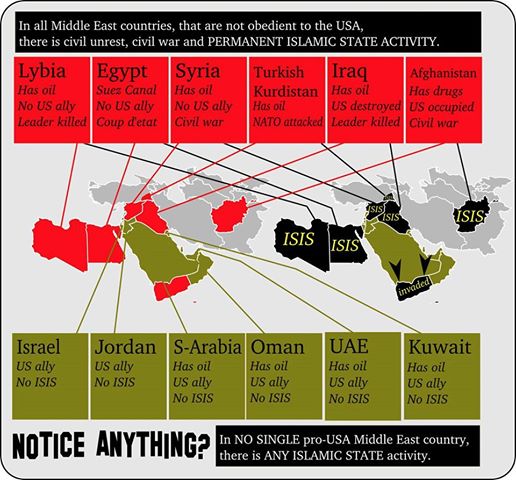 In all Middle East countries, that are not obedient to the USA,
there is civil unrest, civil war and PERMANENT ISLAMIC STATE ACTIVITY.
Lybia
Has oil
No US ally
Leader killed
Egypt
Suez Canal
No US ally
Coup d'etat
Syria
Has oil
No US ally
Civil war
Turkish
Kurdistan
Has oil
NATO attacked
Iraq
Has oil
US destroyed
Leader killed
Afghanistan
Has drugs
US occupied
Civil war
ISIS
ISIS
ISIS
ISIS
ISIS
invaded
Israel
US ally
No ISIS
Jordan
US ally
No ISIS
S-Arabia
Has oil
US ally
No ISIS
Oman
Has oil
US ally
No ISIS
UAE
Has oil
US ally
No ISIS
Kuwait
Has oil
US ally
No ISIS
NOTICE ANYTHING?
In NO SINGLE pro-USA Middle East country,
there is ANY ISLAMIC STATE activity.